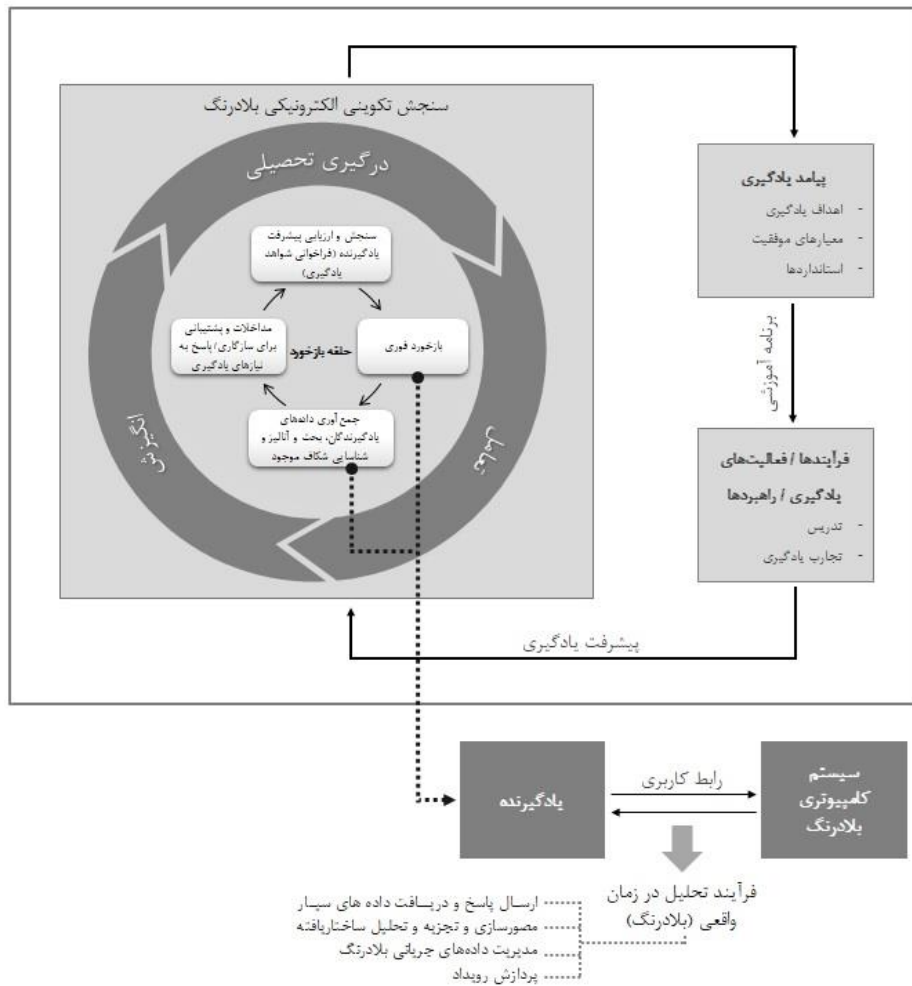 سنجش تکوینی الکترونیکی بلادرنگ
درگیری تحصیلی
تعامل
انگیزش
سنجش و ارزیابی پیشرفت
یادگیرنده (فراخوانی شواهد
یادگیری)
بازخورد فوری
جمع‌آوری داده‌های
یادگیرندگان، بحث و آنالیز و
شناسایی شکاف موجود
مداخلات و پشتیبانی
برای سازگاری/ پاسخ به
نیازهای یادگیری
حلقه بازخورد
پیامد یادگیری
- اهداف یادگیری
- معیارهای موفقیت
- استانداردها
برنامه آموزشی
فرآیندها / فعالیت‌های
یادگیری / راهبردها
- تدریس
- تجارب یادگیری
پیشرفت یادگیری
یادگیرنده
رابط کاربری
سیستم
کامپیوتری
بلادرنگ
فرآیند تحلیل در زمان
واقعی (بلادرنگ)
ارسال پاسخ و دریافت داده های سیار
مصورسازی و تجزیه و تحلیل ساختاریافته
مدیریت داده‌های جریانی بلادرنگ
پردازش رویداد